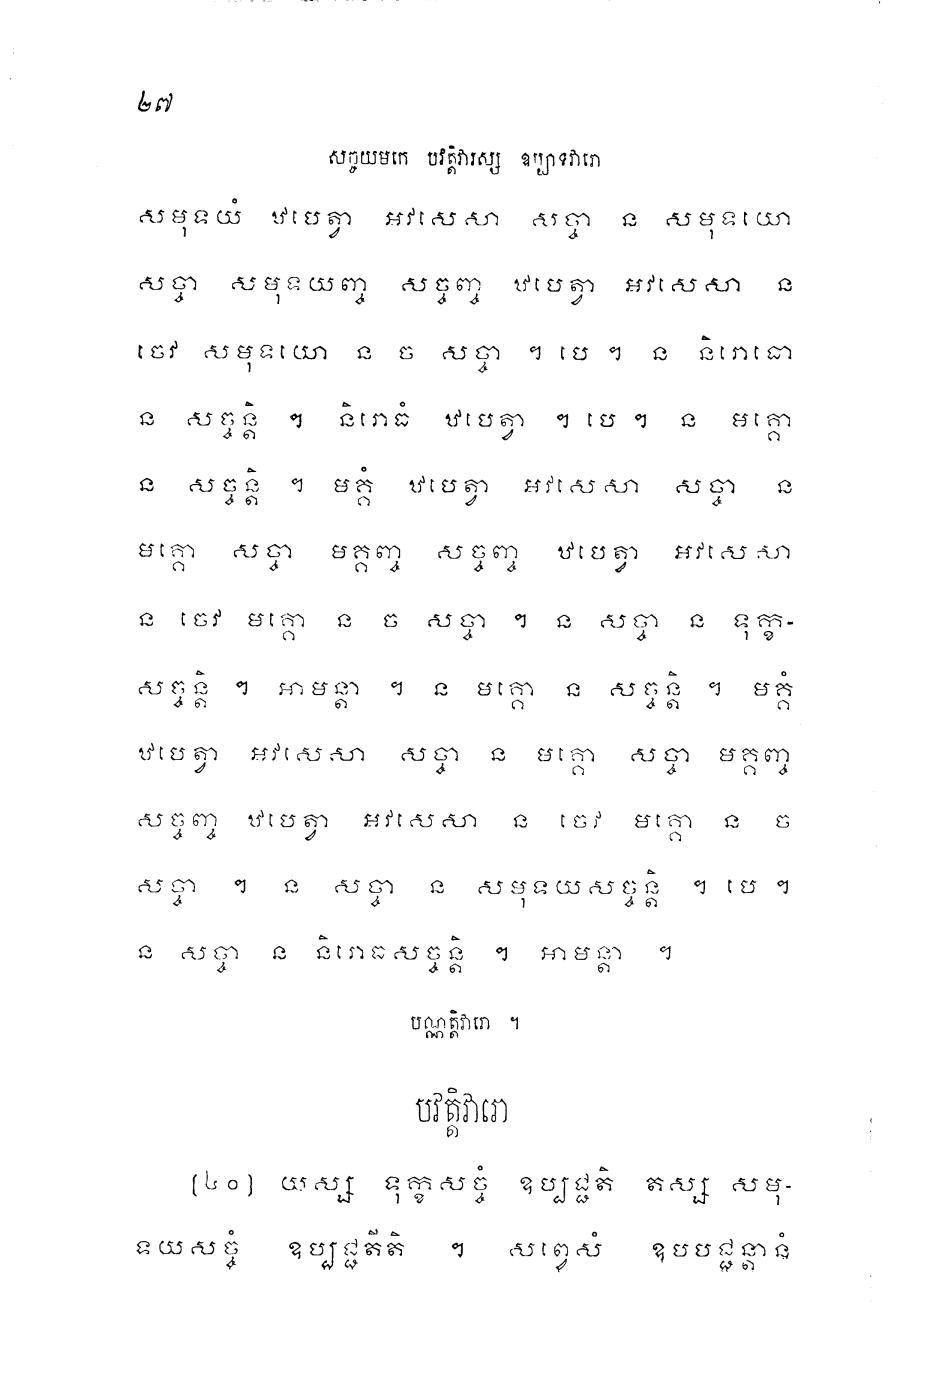 ២៧
សច្ចយមកេ បវត្តិវារស្ស ឧប្បាទវារោ
សមុទយំ ឋបេត្វា អវសេសា សច្ចា ន សមុទយោ
សច្ចា សមុទយញ្ច សច្ចញ្ច ឋបេត្វា អវសេសា ន
ចេវ សមុទយោ ន ច សច្ចា ។ បេ ។ ន និរោធោ
ន សច្ចន្តិ ។ និរោធំ ឋបេត្វា ។ បេ ។ ន មគ្គោ
ន សច្ចន្តិ ។ មគ្គំ ឋបេត្វា អវសេសា សច្ចា ន
មគ្គោ សច្ចា មគ្គញ្ច សច្ចញ្ច ឋបេត្វា អវសេសា
ន ចេវ មគ្គោ ន ច សច្ចា ។ ន សច្ចា ន ទុក្ខ-
សច្ចន្តិ ។ អាមន្តា ។ ន មគ្គោ ន សច្ចន្តិ ។ មគ្គំ
ឋបេត្វា អវសេសា សច្ចា ន មគ្គោ សច្ចា មគ្គញ្ច
សច្ចញ្ច ឋបេត្វា អវសេសា ន ចេវ មគ្គោ ន ច
សច្ចា ។ ន សច្ចា ន សមុទយសច្ចន្តិ ។ បេ ។
ន សច្ចា ន និរោធសច្ចន្តិ ។ អាមន្តា ។
បណ្ណត្តិវារោ ។
បវត្តិវារោ
(៤០) យស្ស ទុក្ខសច្ចំ ឧប្បជ្ជតិ តស្ស សមុ-
ទយសច្ចំ ឧប្បជ្ជតីតិ ។ សព្វេសំ ឧបបជ្ជន្តានំ